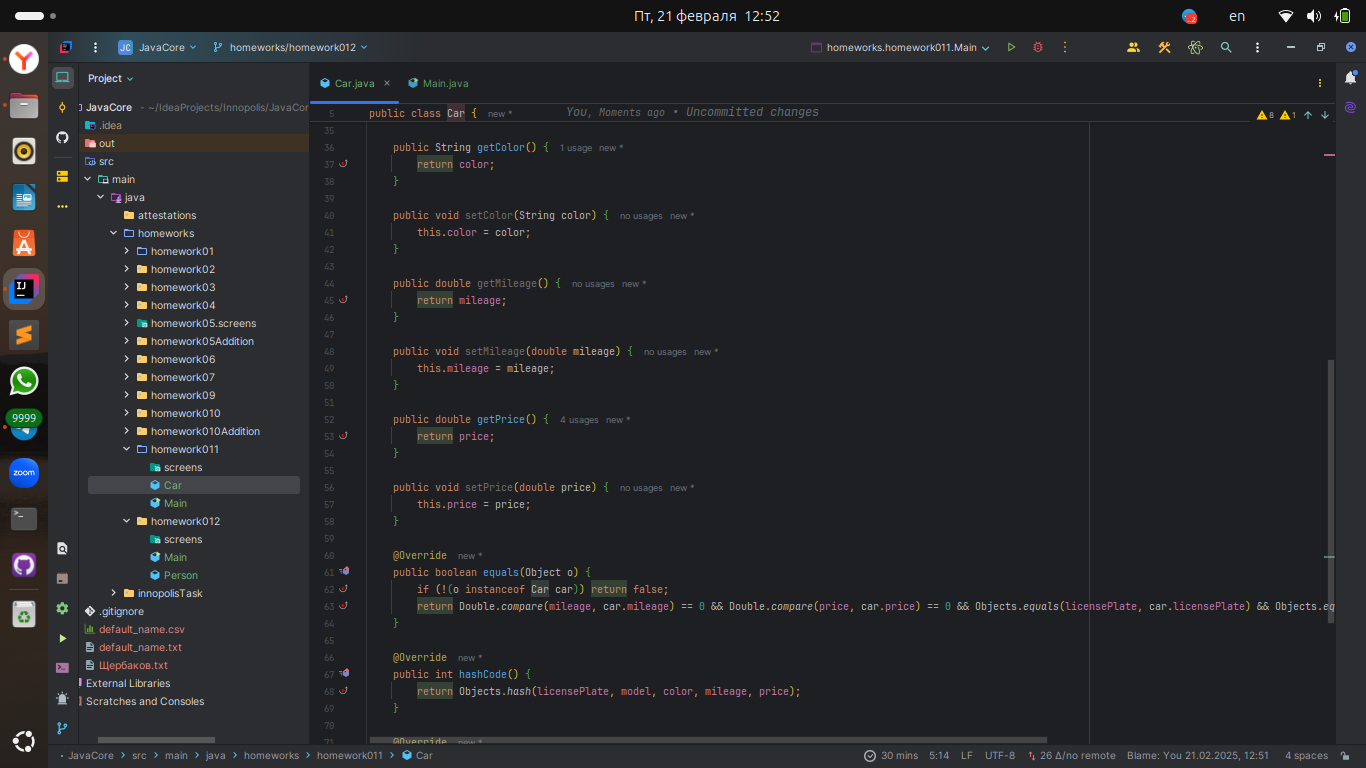 Пт, 21 февраля 12:52
en
JC JavaCore
homeworks/homework012
homeworks.homework011.Main
Project
Car.java
Main.java
JavaCore - ~/IdeaProjects/Innopolis/JavaCor
.idea
out
src
main
java
attestations
homeworks
homework01
homework02
homework03
homework04
homework05.screens
homework05Addition
homework06
homework07
homework09
homework010
homework010Addition
homework011
screens
Car
Main
homework012
screens
Main
Person
innopolisTask
.gitignore
default_name.csv
default_name.txt
Щербаков.txt
External Libraries
Scratches and Consoles
9999
zoom
5 public class Car { new * You, Moments ago • Uncommitted changes
8 1
35
36 public String getColor() { 1 usage new *
37 return color;
38 }
39
40 public void setColor(String color) { no usages new *
41 this.color = color;
42 }
43
44 public double getMileage() { no usages new *
45 return mileage;
46 }
47
48 public void setMileage(double mileage) { no usages new *
49 this.mileage = mileage;
50 }
51
52 public double getPrice() { 4 usages new *
53 return price;
54 }
55
56 public void setPrice(double price) { no usages new *
57 this.price = price;
58 }
59
60 @Override new *
61 public boolean equals(Object o) {
62 if (!(o instanceof Car car)) return false;
63 return Double.compare(mileage, car.mileage) == 0 && Double.compare(price, car.price) == 0 && Objects.equals(licensePlate, car.licensePlate) && Objects.eq
64 }
65
66 @Override new *
67 public int hashCode() {
68 return Objects.hash(licensePlate, model, color, mileage, price);
69 }
70
71 @Override new *
JavaCore > src > main > java > homeworks > homework011 > Car
30 mins 5:14 LF UTF-8 26 Δ/no remote Blame: You 21.02.2025, 12:51 4 spaces